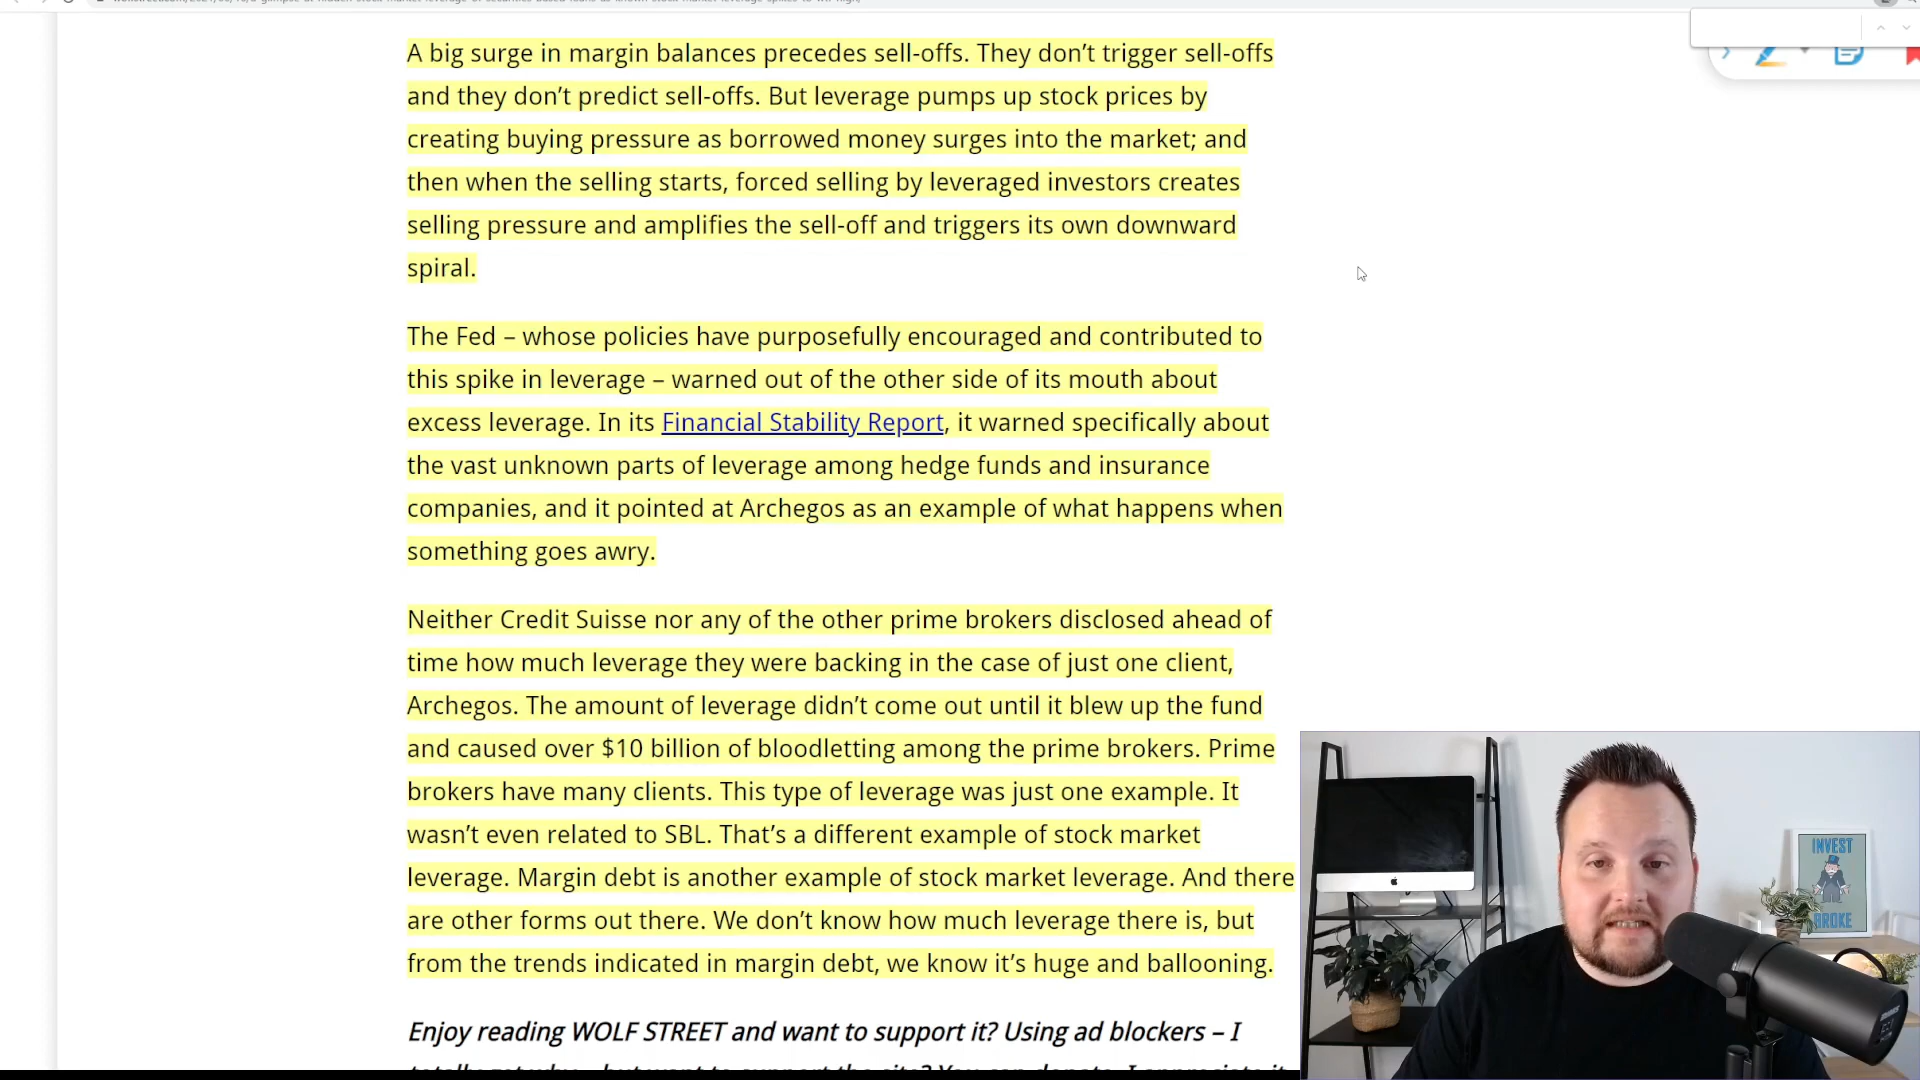 A big surge in margin balances precedes sell-offs. They don’t trigger sell-offs
and they don’t predict sell-offs. But leverage pumps up stock prices by
creating buying pressure as borrowed money surges into the market; and
then when the selling starts, forced selling by leveraged investors creates
selling pressure and amplifies the sell-off and triggers its own downward
spiral.
The Fed – whose policies have purposefully encouraged and contributed to
this spike in leverage – warned out of the other side of its mouth about
excess leverage. In its Financial Stability Report, it warned specifically about
the vast unknown parts of leverage among hedge funds and insurance
companies, and it pointed at Archegos as an example of what happens when
something goes awry.
Neither Credit Suisse nor any of the other prime brokers disclosed ahead of
time how much leverage they were backing in the case of just one client,
Archegos. The amount of leverage didn’t come out until it blew up the fund
and caused over $10 billion of bloodletting among the prime brokers. Prime
brokers have many clients. This type of leverage was just one example. It
wasn’t even related to SBL. That’s a different example of stock market
leverage. Margin debt is another example of stock market leverage. And there
are other forms out there. We don’t know how much leverage there is, but
from the trends indicated in margin debt, we know it’s huge and ballooning.
Enjoy reading WOLF STREET and want to support it? Using ad blockers – I
INVEST
BROKE